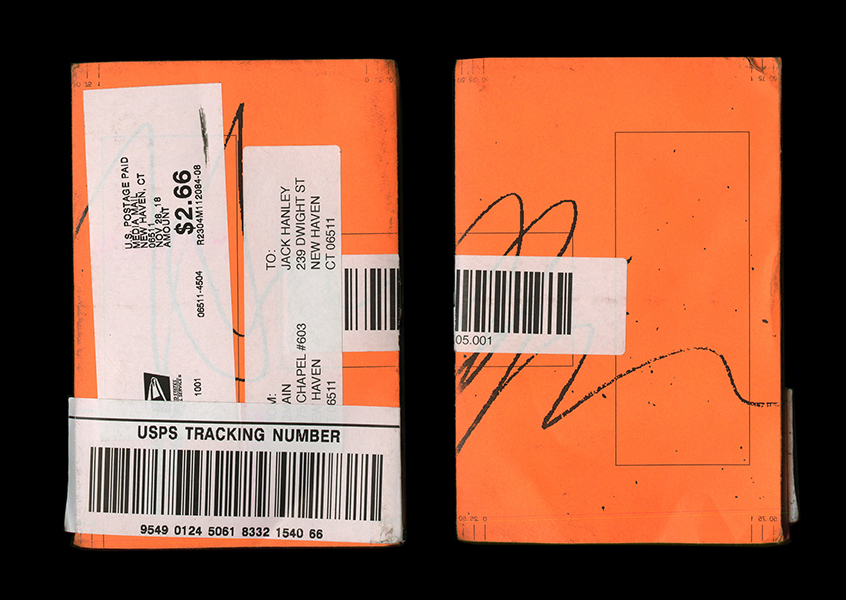 U.S. POSTAGE PAID
MEDIA MAIL
NEW HAVEN, CT
06511
NOV 28, 18
AMOUNT
$2.66
R2304M112084-08
06511-4504
1001
TO:
JACK HANLEY
239 DWIGHT ST
NEW HAVEN
CT 06511
M:
AIN
CHAPEL #603
HAVEN
6511
USPS TRACKING NUMBER
9549 0124 5061 8332 1540 66
05.001